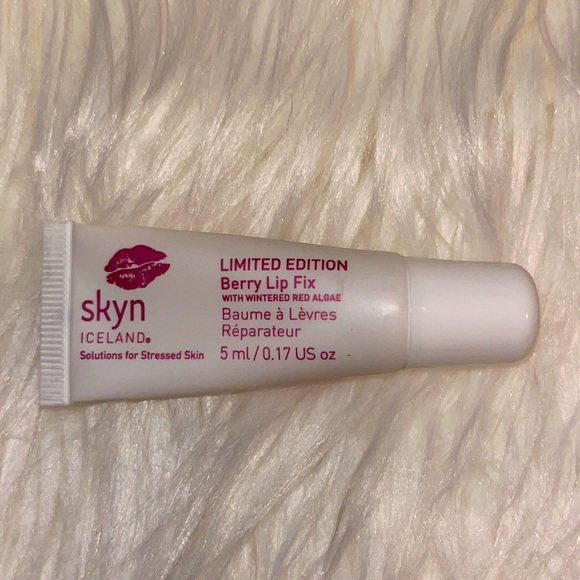 skyn
ICELAND®
Solutions for Stressed Skin
LIMITED EDITION
Berry Lip Fix
WITH WINTERED RED ALGAE
Baume à Lèvres
Réparateur
5 ml/0.17 US oz